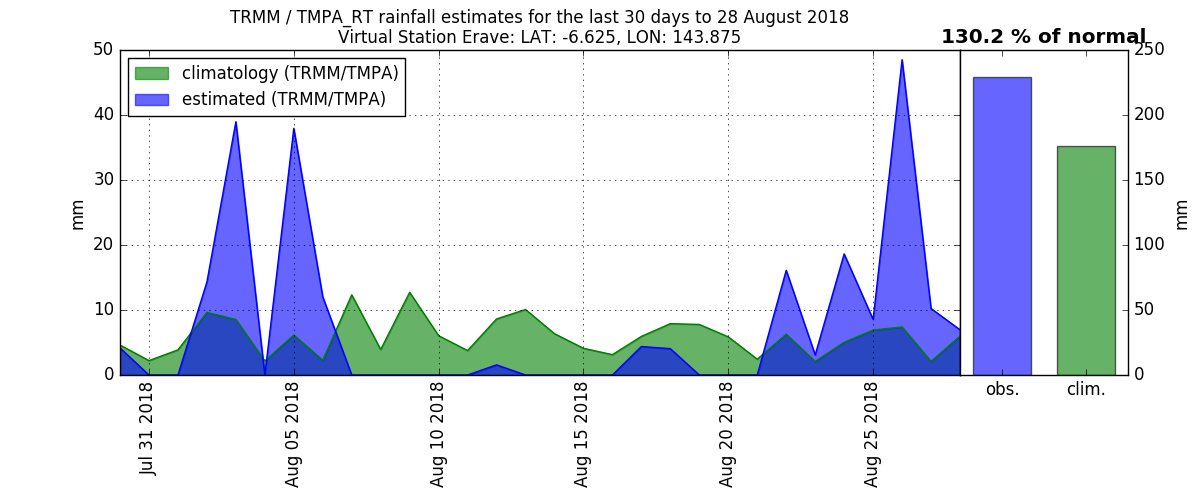 TRMM / TMPA_RT rainfall estimates for the last 30 days to 28 August 2018
Virtual Station Erave: LAT: -6.625, LON: 143.875
130.2 % of normal
climatology (TRMM/TMPA)
estimated (TRMM/TMPA)
50
40
30
20
10
0
mm
Jul 31 2018
Aug 05 2018
Aug 10 2018
Aug 15 2018
Aug 20 2018
Aug 25 2018
obs.
clim.
250
200
150
100
50
0
mm